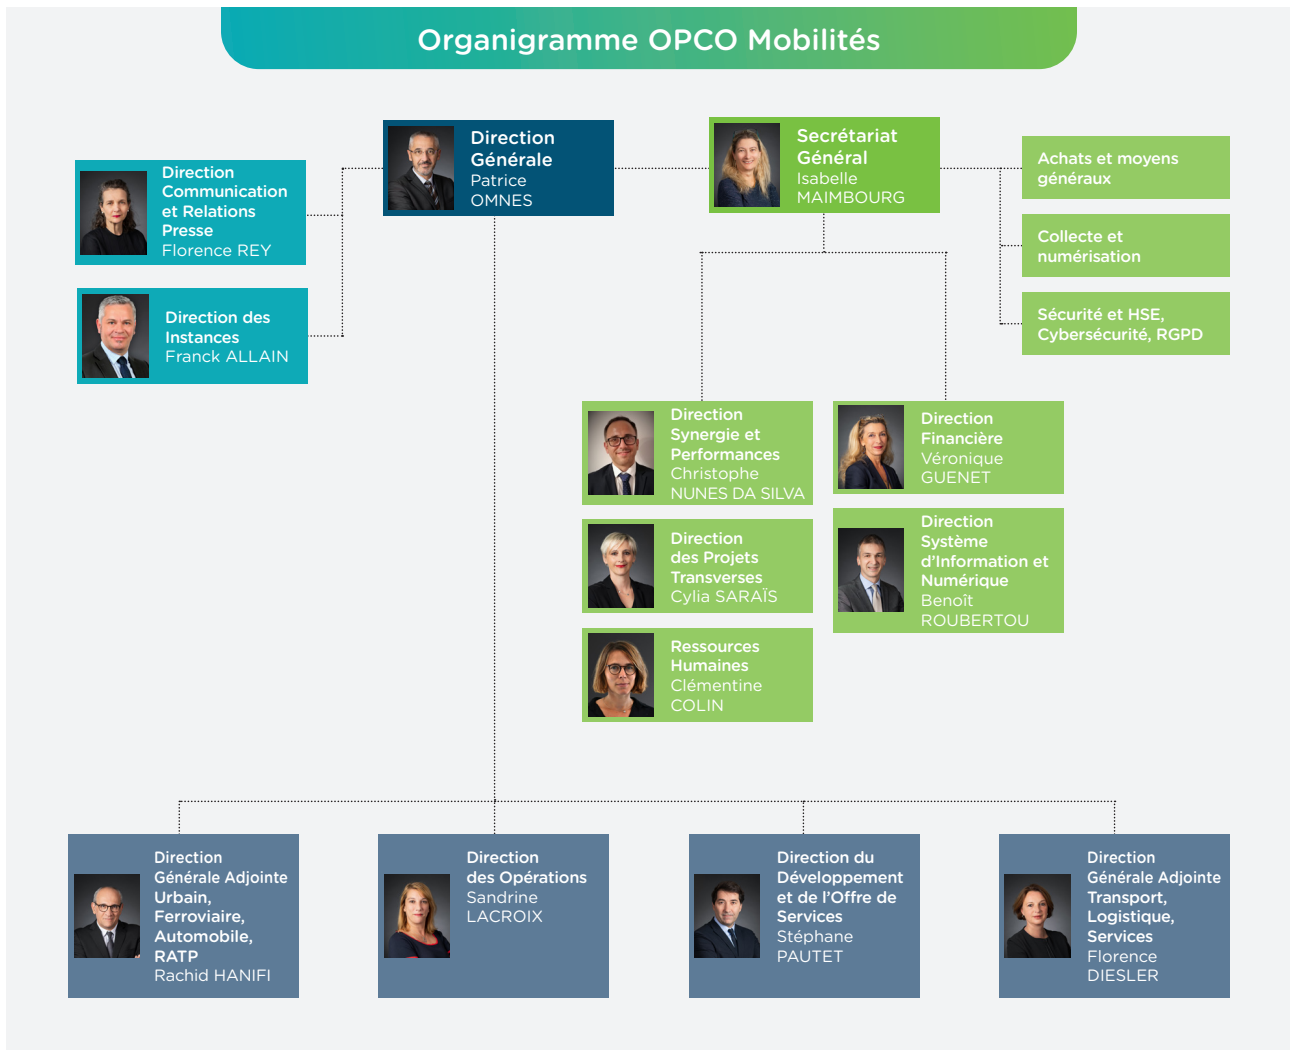 Organigramme OPCO Mobilités
Direction
Générale
Patrice
OMNES
Secrétariat
Général
Isabelle
MAIMBOURG
Achats et moyens
généraux
Collecte et
numérisation
Sécurité et HSE,
Cybersécurité, RGPD
Direction
Communication
et Relations
Presse
Florence REY
Direction des
Instances
Franck ALLAIN
Direction
Synergie et
Performances
Christophe
NUNES DA SILVA
Direction
des Projets
Transverses
Cylia SARAÏS
Ressources
Humaines
Clémentine
COLIN
Direction
Financière
Véronique
GUENET
Direction
Système
d'Information et
Numérique
Benoît
ROUBERTOU
Direction
Générale Adjointe
Urbain,
Ferroviaire,
Automobile,
RATP
Rachid HANIFI
Direction
des Opérations
Sandrine
LACROIX
Direction du
Développement
et de l'Offre de
Services
Stéphane
PAUTET
Direction
Générale Adjointe
Transport,
Logistique,
Services
Florence
DIESLER